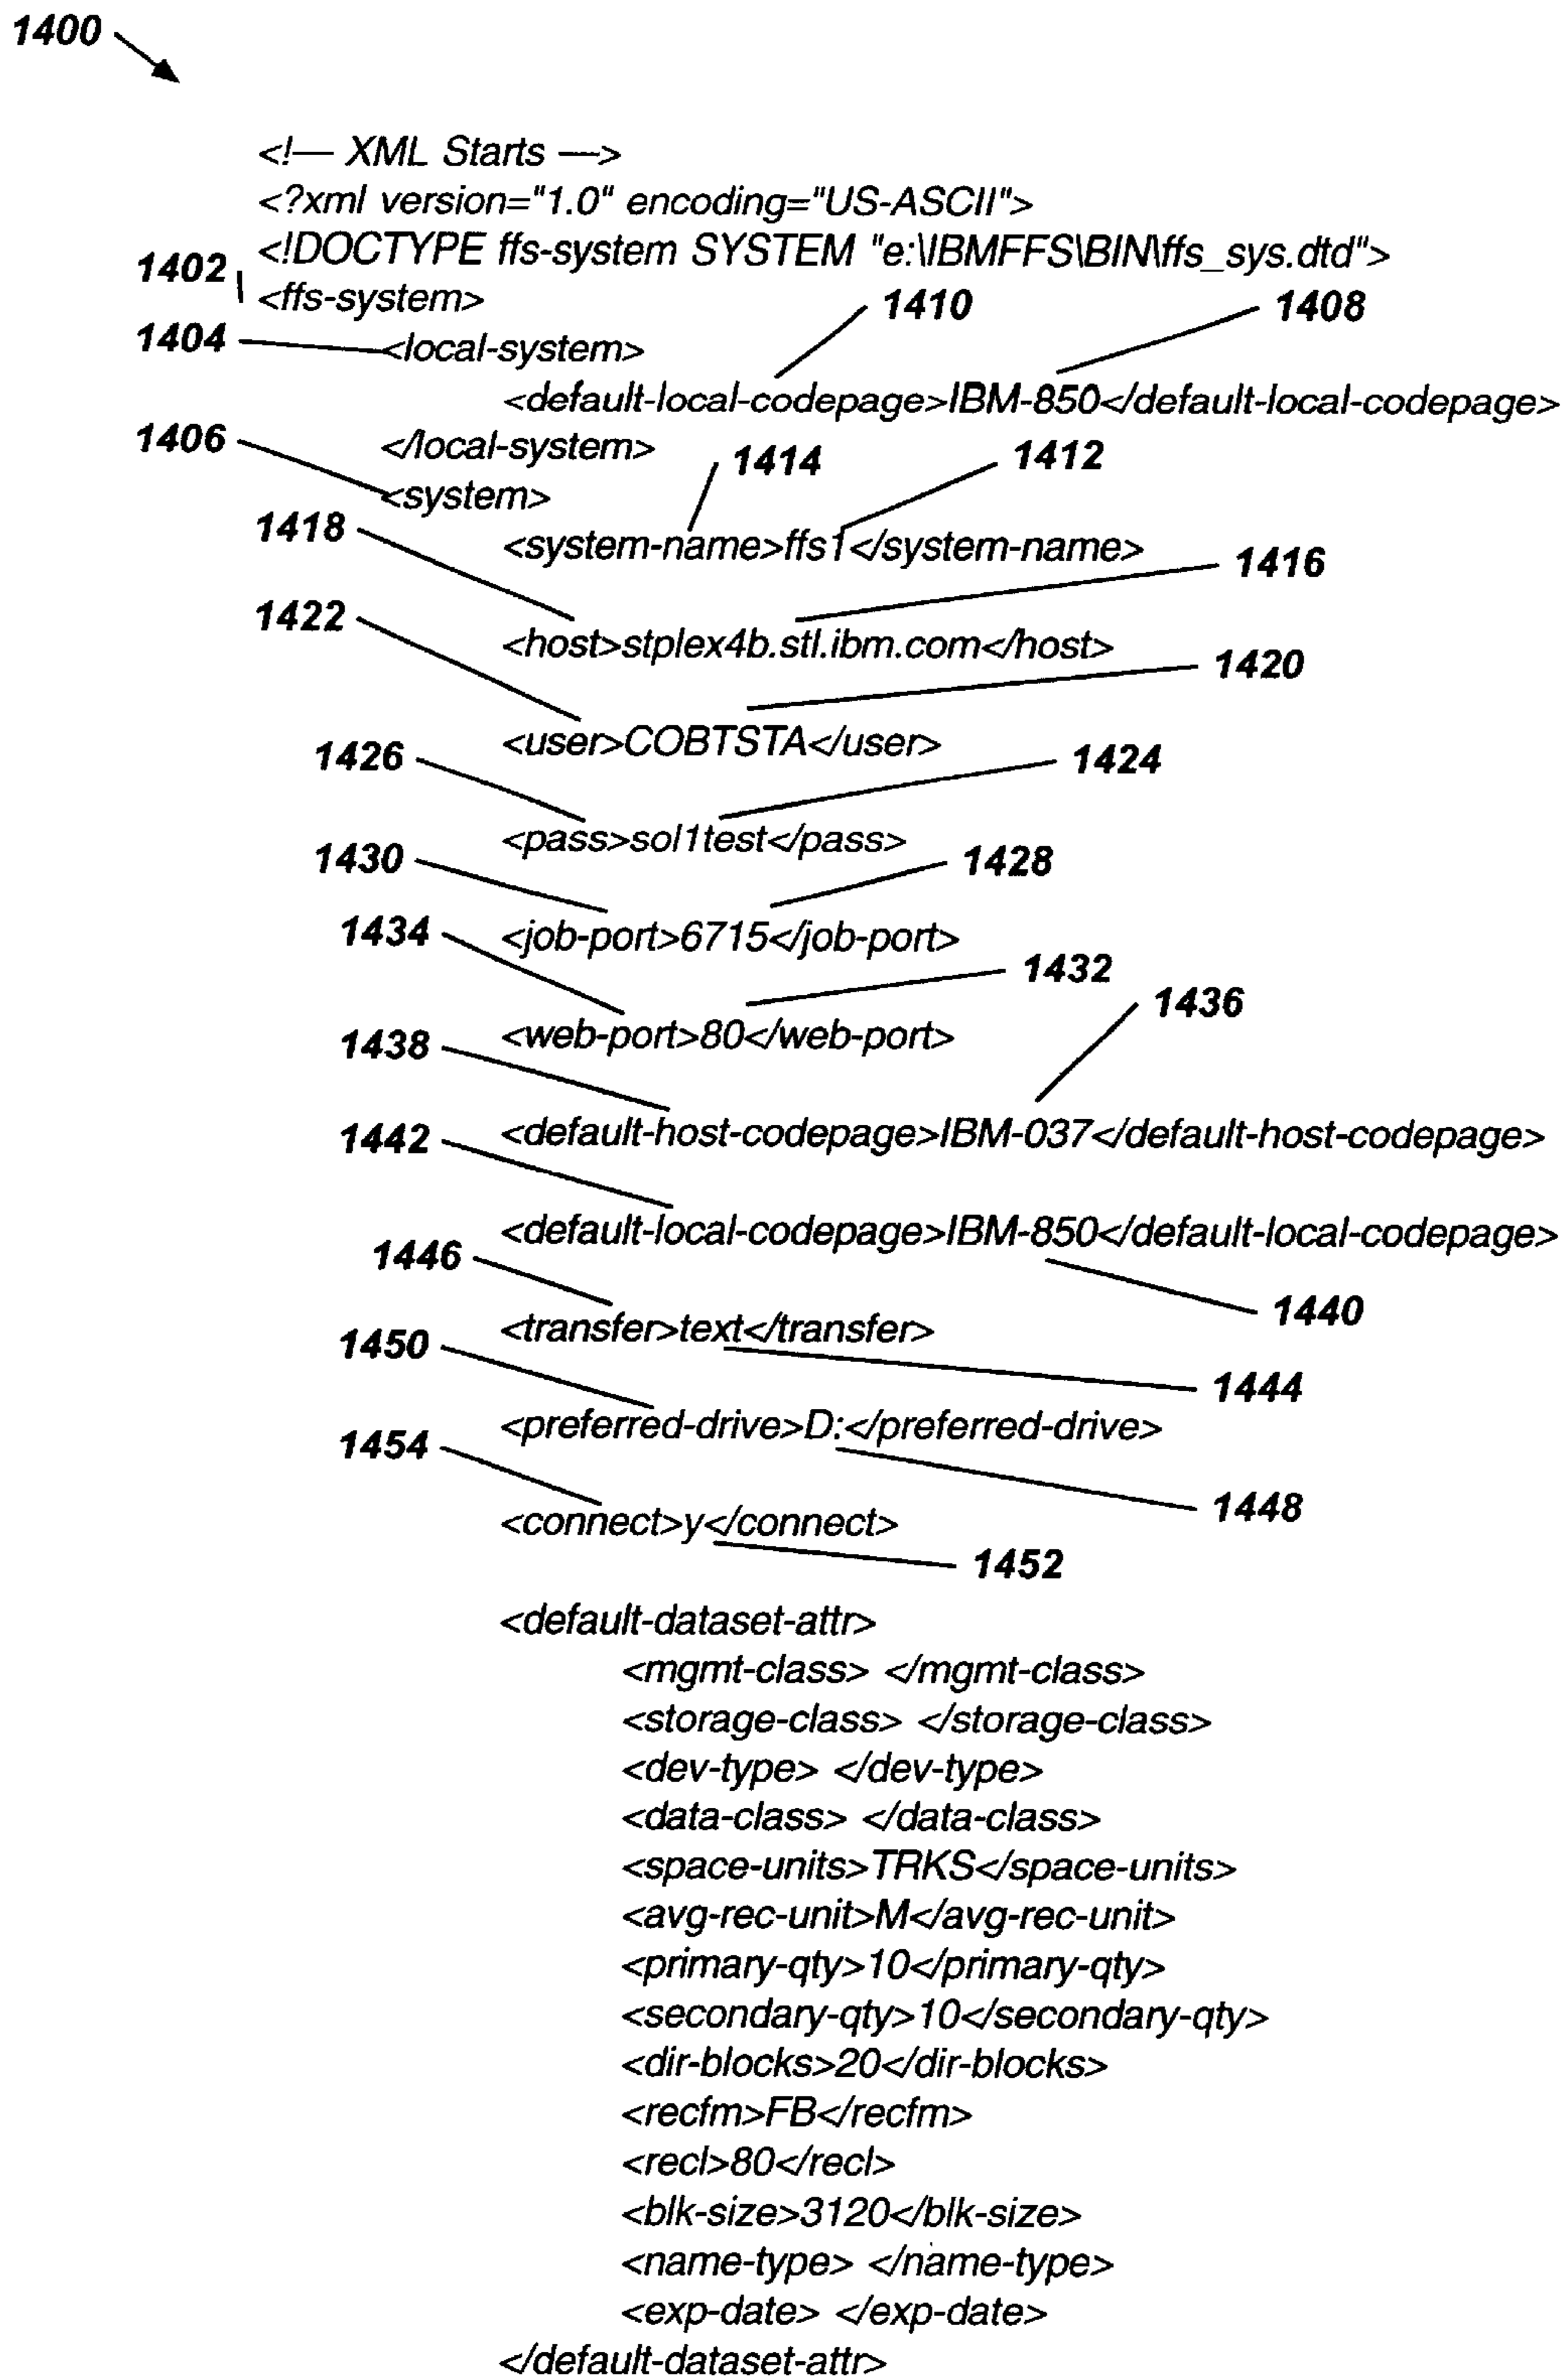 1400
<!— XML Starts —>
<?xml version="1.0" encoding="US-ASCII">
<!DOCTYPE ffs-system SYSTEM "e:\IBMFFS\BIN\ffs_sys.dtd">
1402
<ffs-system>
1410
1408
1404
<local-system>
<default-local-codepage>IBM-850</default-local-codepage>
1406
</local-system>
1414
1412
<system>
1418
<system-name>ffs1</system-name>
1416
1422
<host>stplex4b.stl.ibm.com</host>
1420
<user>COBTSTA</user>
1426
1424
<pass>sol1test</pass>
1430
1428
1434
<job-port>6715</job-port>
1432
1436
<web-port>80</web-port>
1438
<default-host-codepage>IBM-037</default-host-codepage>
1442
<default-local-codepage>IBM-850</default-local-codepage>
1446
1440
<transfer>text</transfer>
1450
1444
<preferred-drive>D:</preferred-drive>
1454
1448
<connect>y</connect>
1452
<default-dataset-attr>
<mgmt-class> </mgmt-class>
<storage-class> </storage-class>
<dev-type> </dev-type>
<data-class> </data-class>
<space-units>TRKS</space-units>
<avg-rec-unit>M</avg-rec-unit>
<primary-qty>10</primary-qty>
<secondary-qty>10</secondary-qty>
<dir-blocks>20</dir-blocks>
<recfm>FB</recfm>
<recl>80</recl>
<blk-size>3120</blk-size>
<name-type> </name-type>
<exp-date> </exp-date>
</default-dataset-attr>